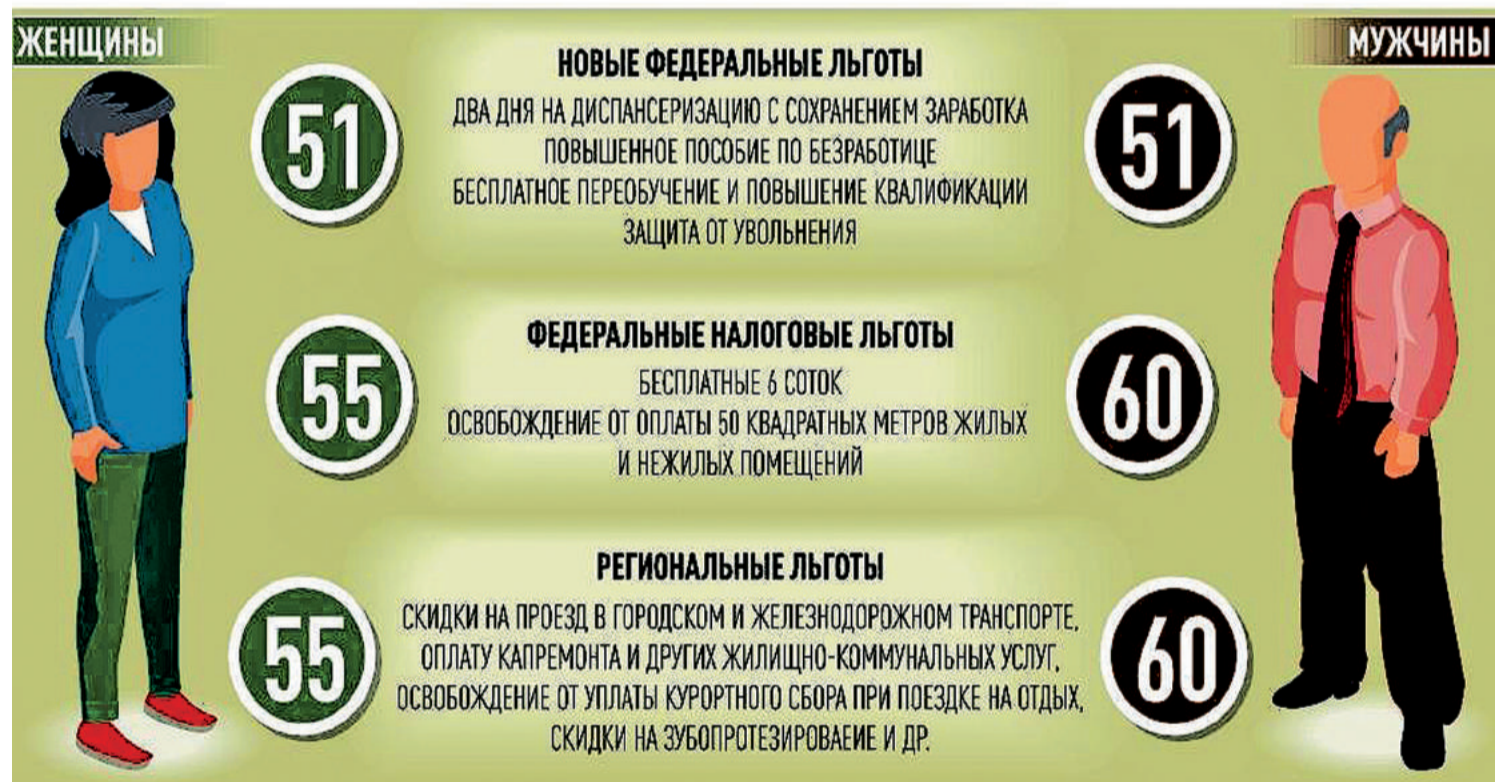 ЖЕНЩИНЫ
МУЖЧИНЫ
НОВЫЕ ФЕДЕРАЛЬНЫЕ ЛЬГОТЫ
51
ДВА ДНЯ НА ДИСПАНСЕРИЗАЦИЮ С СОХРАНЕНИЕМ ЗАРАБОТКА
ПОВЫШЕННОЕ ПОСОБИЕ ПО БЕЗРАБОТИЦЕ
БЕСПЛАТНОЕ ПЕРЕОБУЧЕНИЕ И ПОВЫШЕНИЕ КВАЛИФИКАЦИИ
ЗАЩИТА ОТ УВОЛЬНЕНИЯ
51
ФЕДЕРАЛЬНЫЕ НАЛОГОВЫЕ ЛЬГОТЫ
55
БЕСПЛАТНЫЕ 6 СОТОК
ОСВОБОЖДЕНИЕ ОТ ОПЛАТЫ 50 КВАДРАТНЫХ МЕТРОВ ЖИЛЫХ
И НЕЖИЛЫХ ПОМЕЩЕНИЙ
60
РЕГИОНАЛЬНЫЕ ЛЬГОТЫ
55
СКИДКИ НА ПРОЕЗД В ГОРОДСКОМ И ЖЕЛЕЗНОДОРОЖНОМ ТРАНСПОРТЕ,
ОПЛАТУ КАПРЕМОНТА И ДРУГИХ ЖИЛИЩНО-КОММУНАЛЬНЫХ УСЛУГ,
ОСВОБОЖДЕНИЕ ОТ УПЛАТЫ КУРОРТНОГО СБОРА ПРИ ПОЕЗДКЕ НА ОТДЫХ,
СКИДКИ НА ЗУБОПРОТЕЗИРОВАЕИЕ И ДР.
60